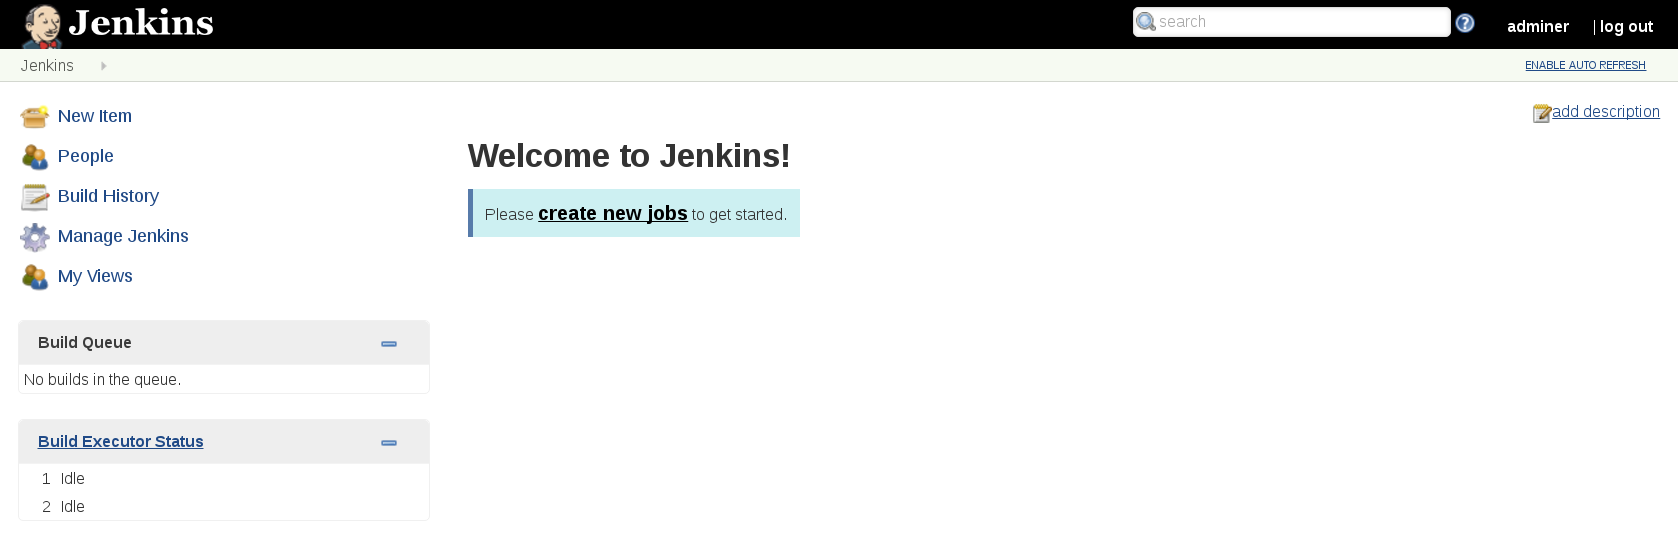 Jenkins
search
adminer
| log out
Jenkins
ENABLE AUTO REFRESH
New Item
People
Build History
Manage Jenkins
My Views
add description
Welcome to Jenkins!
Please create new jobs to get started.
Build Queue
No builds in the queue.
Build Executor Status
1 Idle
2 Idle